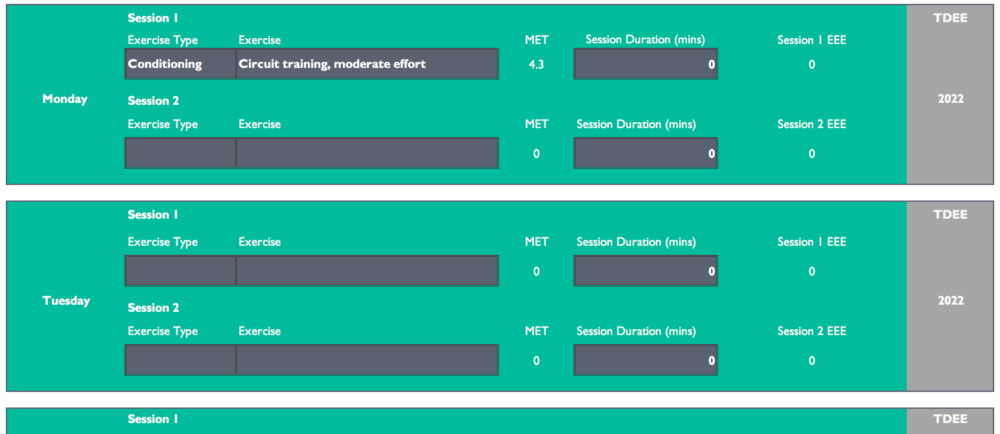 Session 1 TDEE
Exercise Type Exercise MET Session Duration (mins) Session 1 EEE
Conditioning Circuit training, moderate effort 4.3 0 0
Monday Session 2 2022
Exercise Type Exercise MET Session Duration (mins) Session 2 EEE
0 0 0
Session 1 TDEE
Exercise Type Exercise MET Session Duration (mins) Session 1 EEE
0 0 0
Tuesday Session 2 2022
Exercise Type Exercise MET Session Duration (mins) Session 2 EEE
0 0 0
Session 1 TDEE